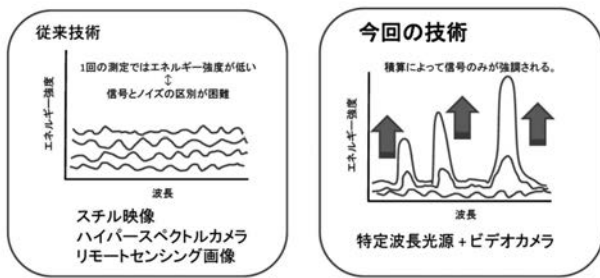 従来技術
1回の測定ではエネルギー強度が低い
↕
信号とノイズの区別が困難
エネルギー強度
波長
スチル映像
ハイパースペクトルカメラ
リモートセンシング画像
今回の技術
積算によって信号のみが強調される。
エネルギー強度
波長
特定波長光源+ビデオカメラ